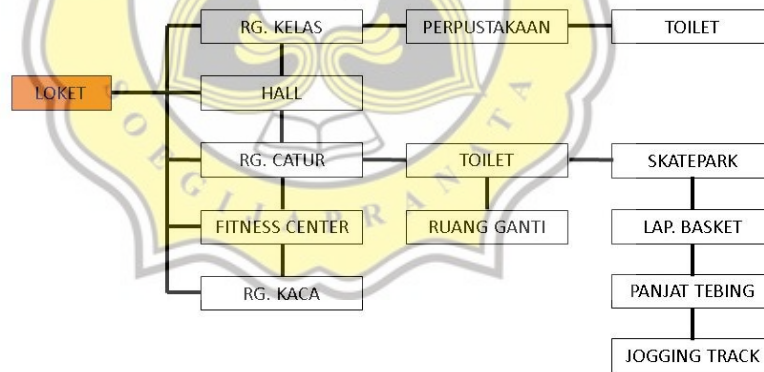 RG. KELAS
PERPUSTAKAAN
TOILET
LOKET
HALL
RG. CATUR
TOILET
SKATEPARK
FITNESS CENTER
RUANG GANTI
LAP. BASKET
RG. KACA
PANJAT TEBING
JOGGING TRACK
SOEGIJAPRANATA